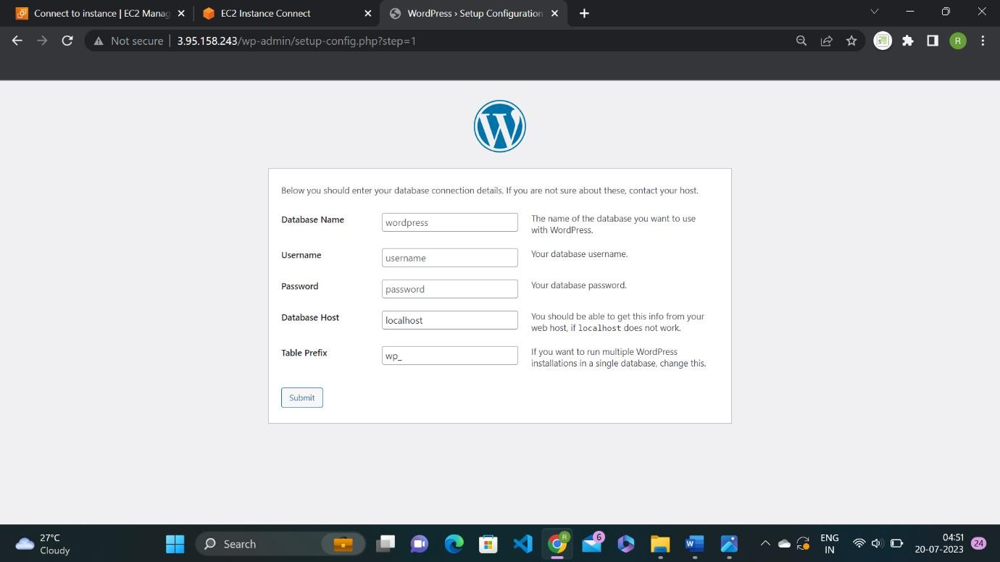 Connect to instance | EC2 Manag
EC2 Instance Connect
WordPress › Setup Configuration
Not secure
3.95.158.243/wp-admin/setup-config.php?step=1
R
W
Below you should enter your database connection details. If you are not sure about these, contact your host.
Database Name
wordpress
The name of the database you want to use
with WordPress.
Username
username
Your database username.
Password
password
Your database password.
Database Host
localhost
You should be able to get this info from your
web host, if localhost does not work.
Table Prefix
wp_
If you want to run multiple WordPress
installations in a single database, change this.
Submit
27°C
Cloudy
Search
R
6
W
ENG
IN
04:51
20-07-2023
24